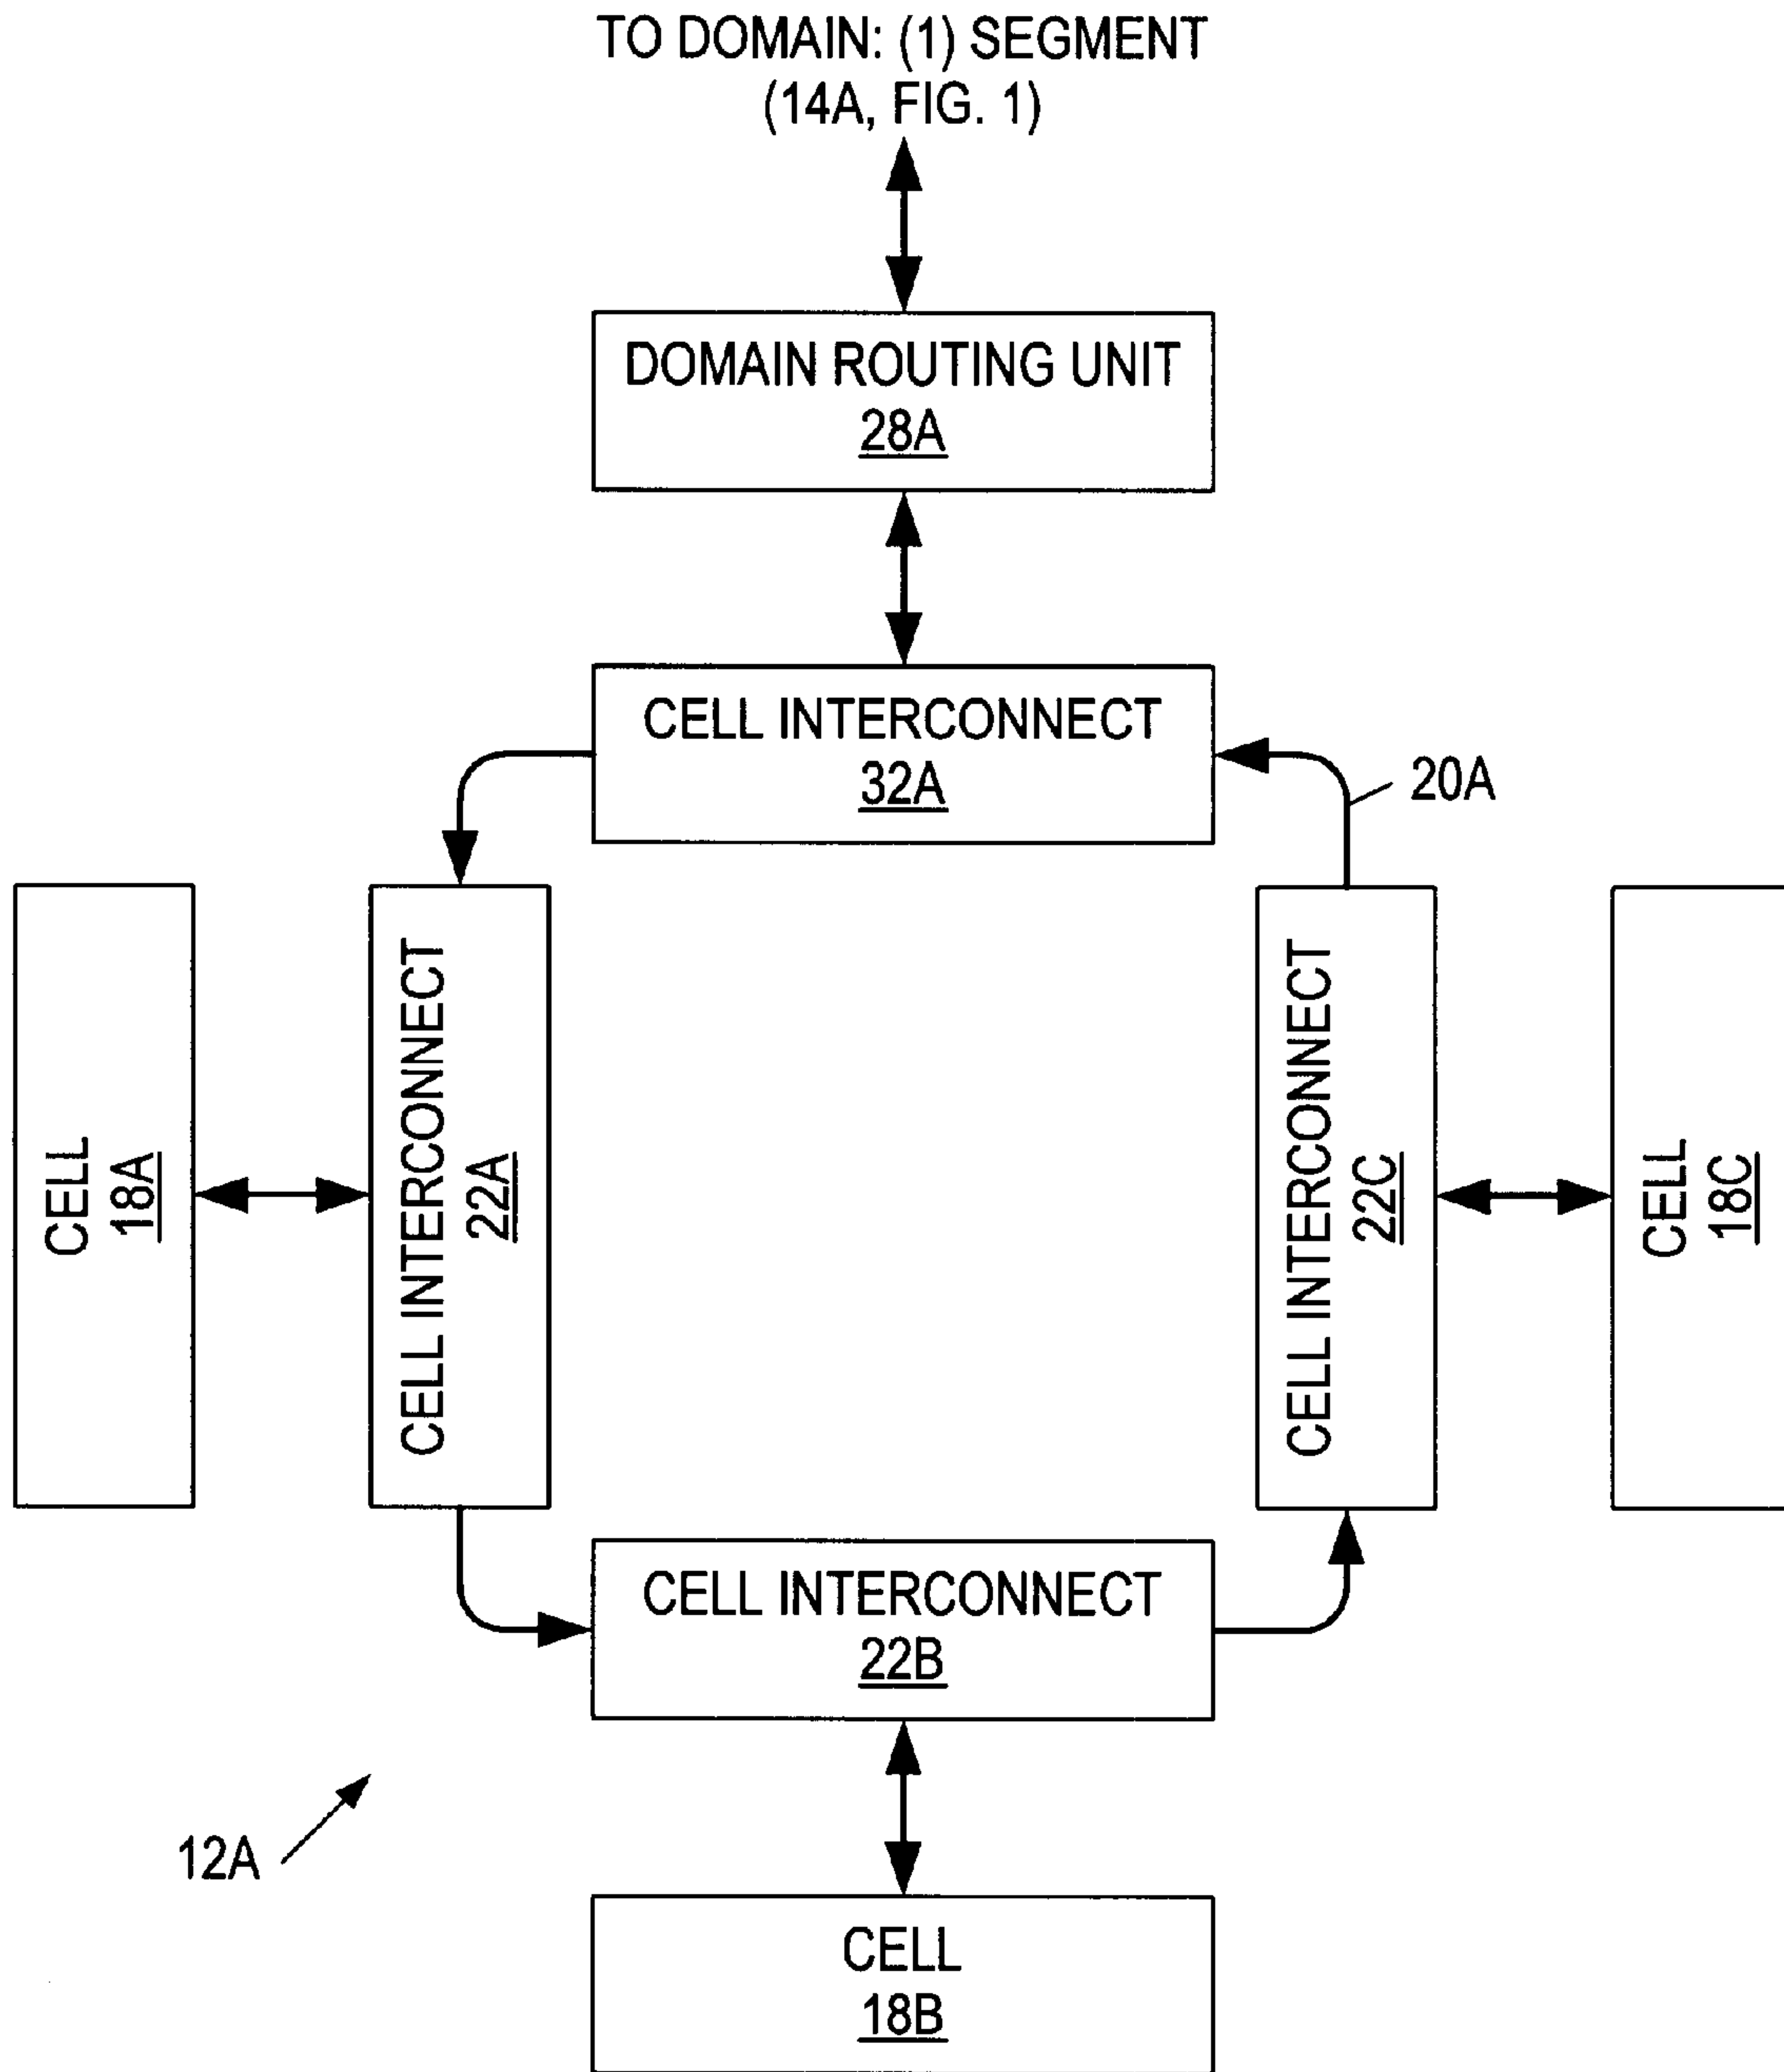 TO DOMAIN: (1) SEGMENT
(14A, FIG. 1)
DOMAIN ROUTING UNIT
28A
CELL INTERCONNECT
32A
20A
CELL
18A
CELL INTERCONNECT
22A
CELL INTERCONNECT
22C
CELL
18C
CELL INTERCONNECT
22B
12A
CELL
18B